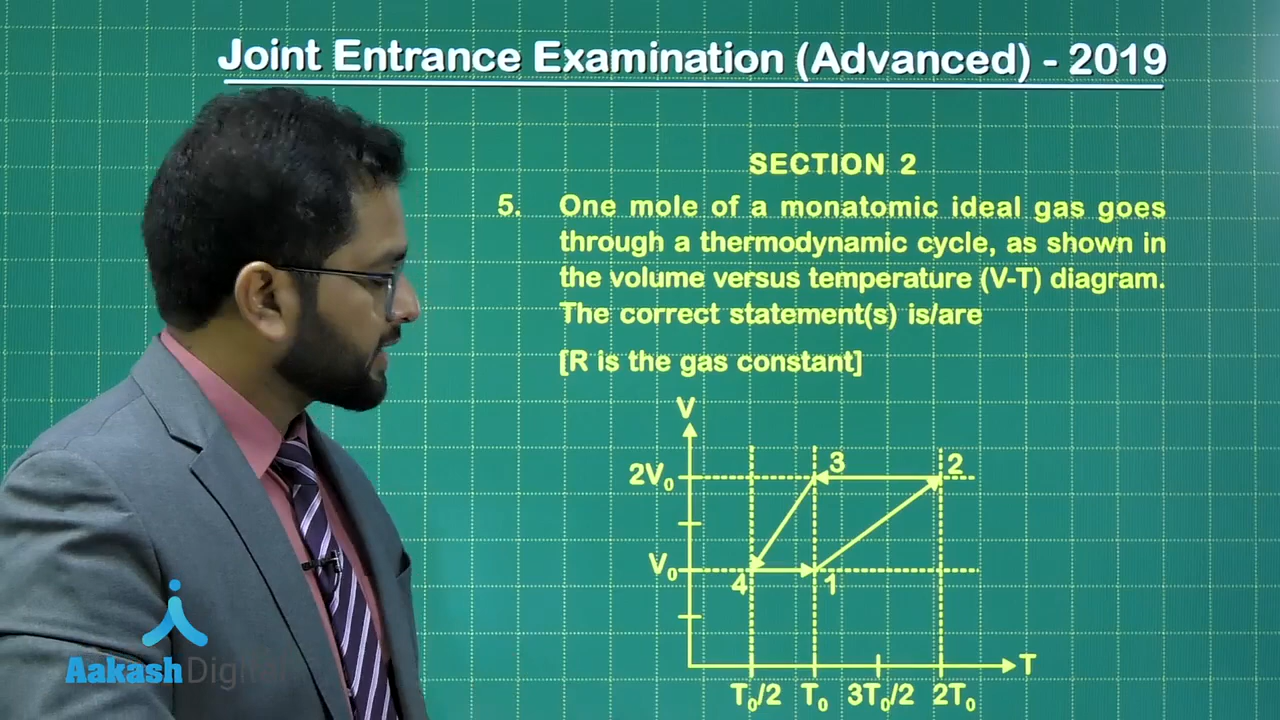 Joint Entrance Examination (Advanced) - 2019
SECTION 2
5. One mole of a monatomic ideal gas goes
through a thermodynamic cycle, as shown in
the volume versus temperature (V-T) diagram.
The correct statement(s) is/are
[R is the gas constant]
V
2V₀
3
2
V₀
4
1
T
T₀/2 T₀ 3T₀/2 2T₀
Aakash Digital